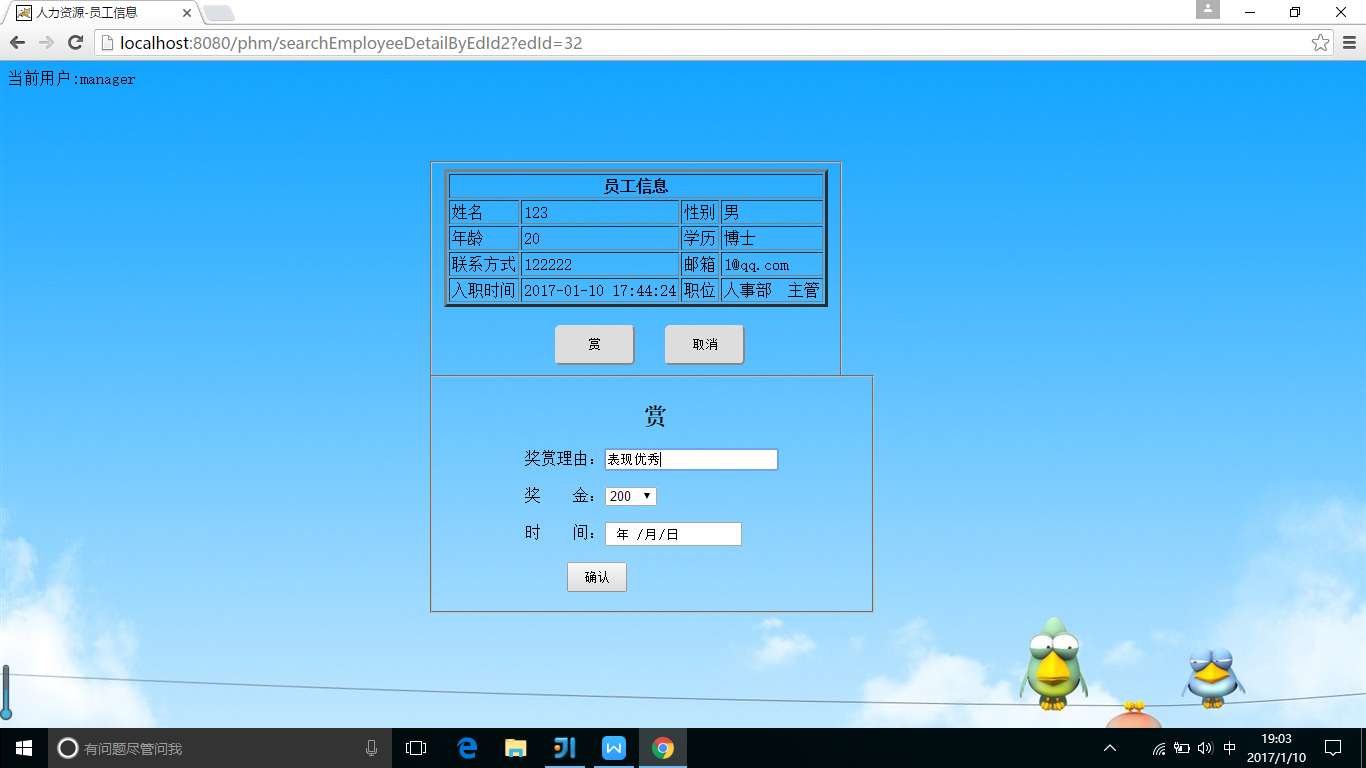 人力资源-员工信息
localhost:8080/phm/searchEmployeeDetailByEdId2?edId=32
当前用户:manager
员工信息
姓名 123 性别 男
年龄 20 学历 博士
联系方式 122222 邮箱 1@qq.com
入职时间 2017-01-10 17:44:24 职位 人事部 主管
赏 取消
赏
奖赏理由： 表现优秀
奖 金： 200
时 间： 年 /月/日
确认
有问题尽管问我
中
19:03
2017/1/10